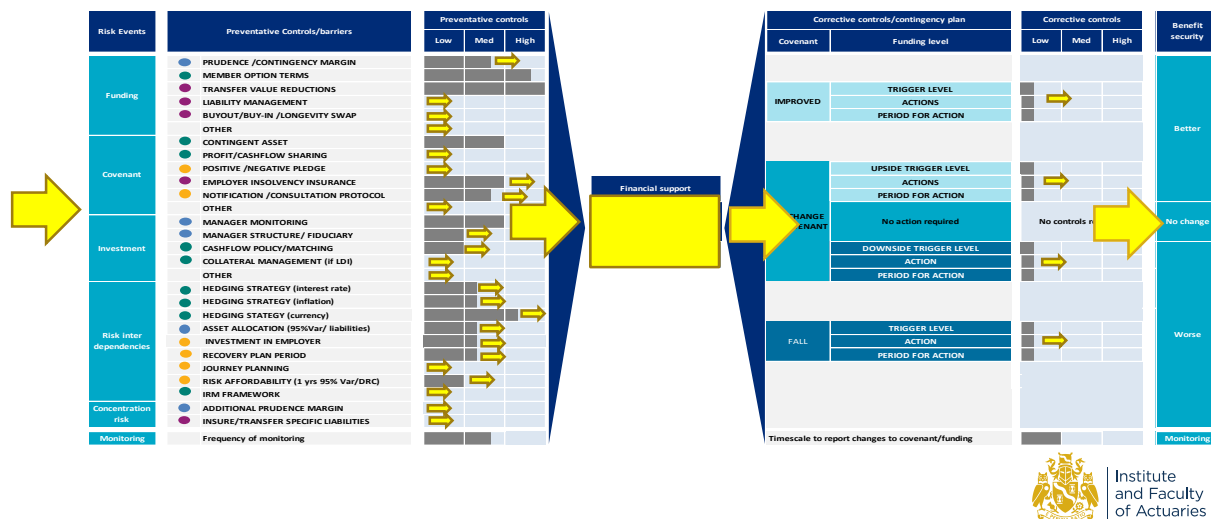 Risk Events
Preventative Controls/barriers
Preventative controls
Low Med High
Funding
PRUDENCE /CONTINGENCY MARGIN
MEMBER OPTION TERMS
TRANSFER VALUE REDUCTIONS
LIABILITY MANAGEMENT
BUYOUT/BUY-IN /LONGEVITY SWAP
OTHER
Covenant
CONTINGENT ASSET
PROFIT/CASHFLOW SHARING
POSITIVE /NEGATIVE PLEDGE
EMPLOYER INSOLVENCY INSURANCE
NOTIFICATION /CONSULTATION PROTOCOL
OTHER
Investment
MANAGER MONITORING
MANAGER STRUCTURE/ FIDUCIARY
CASHFLOW POLICY/MATCHING
COLLATERAL MANAGEMENT (if LDI)
OTHER
Risk inter
dependencies
HEDGING STRATEGY (interest rate)
HEDGING STRATEGY (inflation)
HEDGING STATEGY (currency)
ASSET ALLOCATION (95%Var/ liabilities)
INVESTMENT IN EMPLOYER
RECOVERY PLAN PERIOD
JOURNEY PLANNING
RISK AFFORDABILITY (1 yrs 95% Var/DRC)
IRM FRAMEWORK
Concentration
risk
ADDITIONAL PRUDENCE MARGIN
INSURE/TRANSFER SPECIFIC LIABILITIES
Monitoring
Frequency of monitoring
Financial support
Corrective controls/contingency plan
Covenant
Funding level
Corrective controls
Low Med High
Benefit
security
IMPROVED
TRIGGER LEVEL
ACTIONS
PERIOD FOR ACTION
Better
UPSIDE TRIGGER LEVEL
ACTIONS
PERIOD FOR ACTION
No action required
No controls
No change
DOWNSIDE TRIGGER LEVEL
ACTION
PERIOD FOR ACTION
FALL
TRIGGER LEVEL
ACTION
PERIOD FOR ACTION
Worse
Timescale to report changes to covenant/funding
Monitoring
Institute
and Faculty
of Actuaries